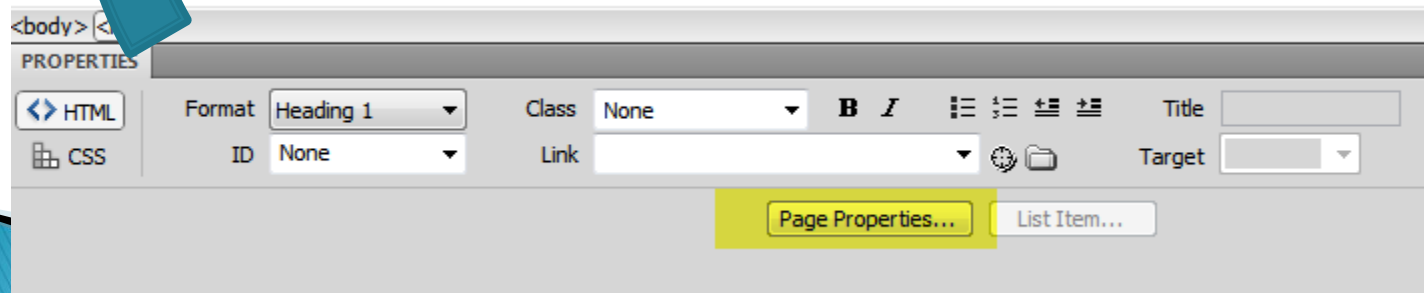 <body>
PROPERTIES
<> HTML Format Heading 1 Class None B I Title
CSS ID None Link Target
Page Properties... List Item...